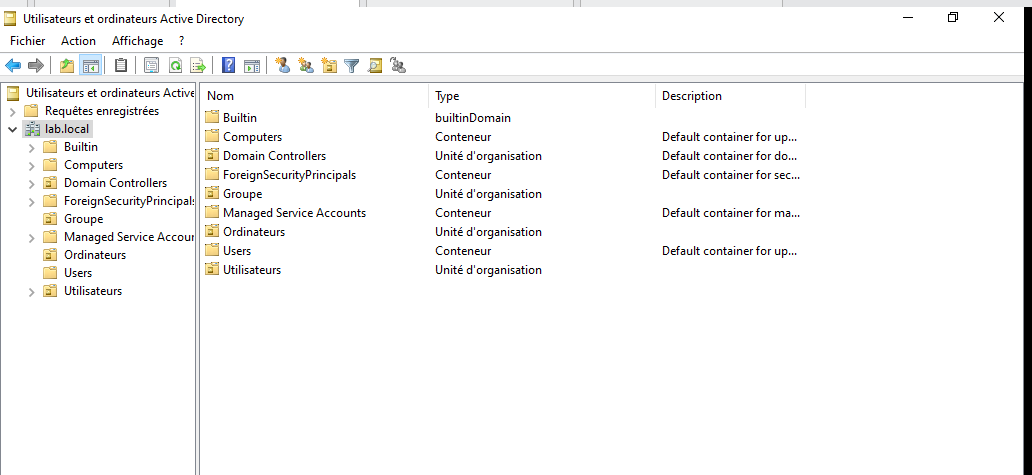 Utilisateurs et ordinateurs Active Directory
Fichier Action Affichage ?
Utilisateurs et ordinateurs Active
Requêtes enregistrées
lab.local
Builtin
Computers
Domain Controllers
ForeignSecurityPrincipals
Groupe
Managed Service Accour
Ordinateurs
Users
Utilisateurs
Nom Type Description
Builtin builtinDomain
Computers Conteneur Default container for up...
Domain Controllers Unité d'organisation Default container for do...
ForeignSecurityPrincipals Conteneur Default container for sec...
Groupe Unité d'organisation
Managed Service Accounts Conteneur Default container for ma...
Ordinateurs Unité d'organisation
Users Conteneur Default container for up...
Utilisateurs Unité d'organisation